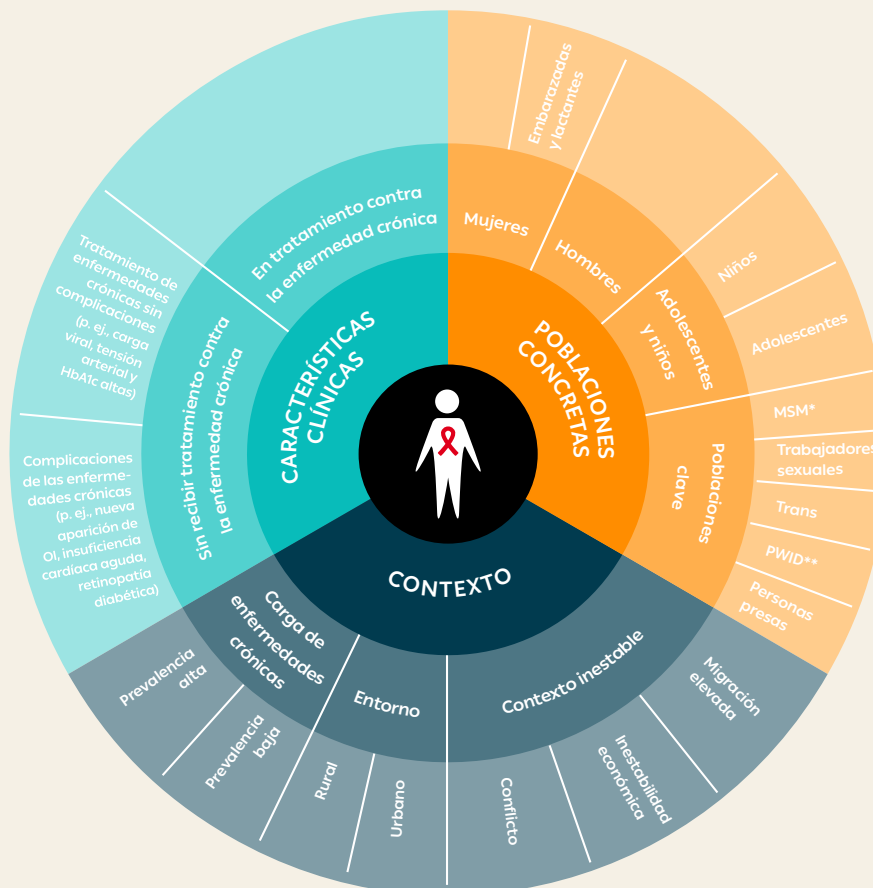 CARACTERÍSTICAS
CLÍNICAS
En tratamiento contra
la enfermedad crónica
Sin recibir tratamiento contra
la enfermedad crónica
Tratamiento de
enfermedades
crónicas sin
complicaciones
(p. ej., carga
viral, tensión
arterial y
HbA1c altas)
Complicaciones
de las enferme-
dades crónicas
(p. ej., nueva
aparición de
OI, insuficiencia
cardíaca aguda,
retinopatía
diabética)
POBLACIONES
CONCRETAS
Mujeres
Embarazadas
y lactantes
Hombres
Adolescentes
y niños
Niños
Adolescentes
Poblaciones
clave
MSM*
Trabajadores
sexuales
Trans
PWID**
Personas
presas
CONTEXTO
Carga de
enfermedades
crónicas
Prevalencia
alta
Prevalencia
baja
Entorno
Rural
Urbano
Contexto inestable
Conflicto
Inestabilidad
económica
Migración
elevada